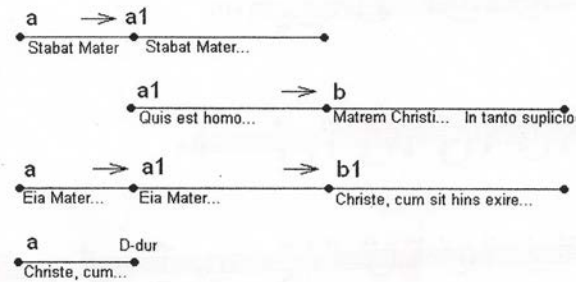 a → a1
Stabat Mater Stabat Mater...
a1 → b
Quis est homo... Matrem Christi... In tanto suplicio
a → a1 → b1
Eia Mater... Eia Mater... Christe, cum sit hins exire...
a D-dur
Christe, cum...